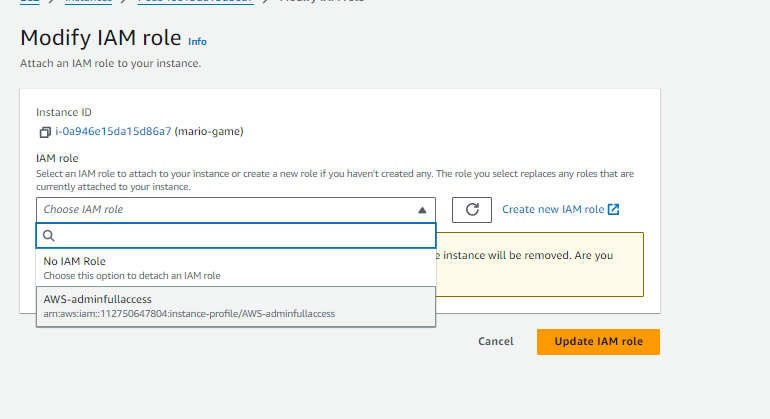 Modify IAM role Info
Attach an IAM role to your instance.
Instance ID
i-0a946e15da15d86a7 (mario-game)
IAM role
Select an IAM role to attach to your instance or create a new role if you haven't created any. The role you select replaces any roles that are
currently attached to your instance.
Choose IAM role
Create new IAM role
e instance will be removed. Are you
No IAM Role
Choose this option to detach an IAM role
AWS-adminfullaccess
arn:aws:iam::112750647804:instance-profile/AWS-adminfullaccess
Cancel
Update IAM role